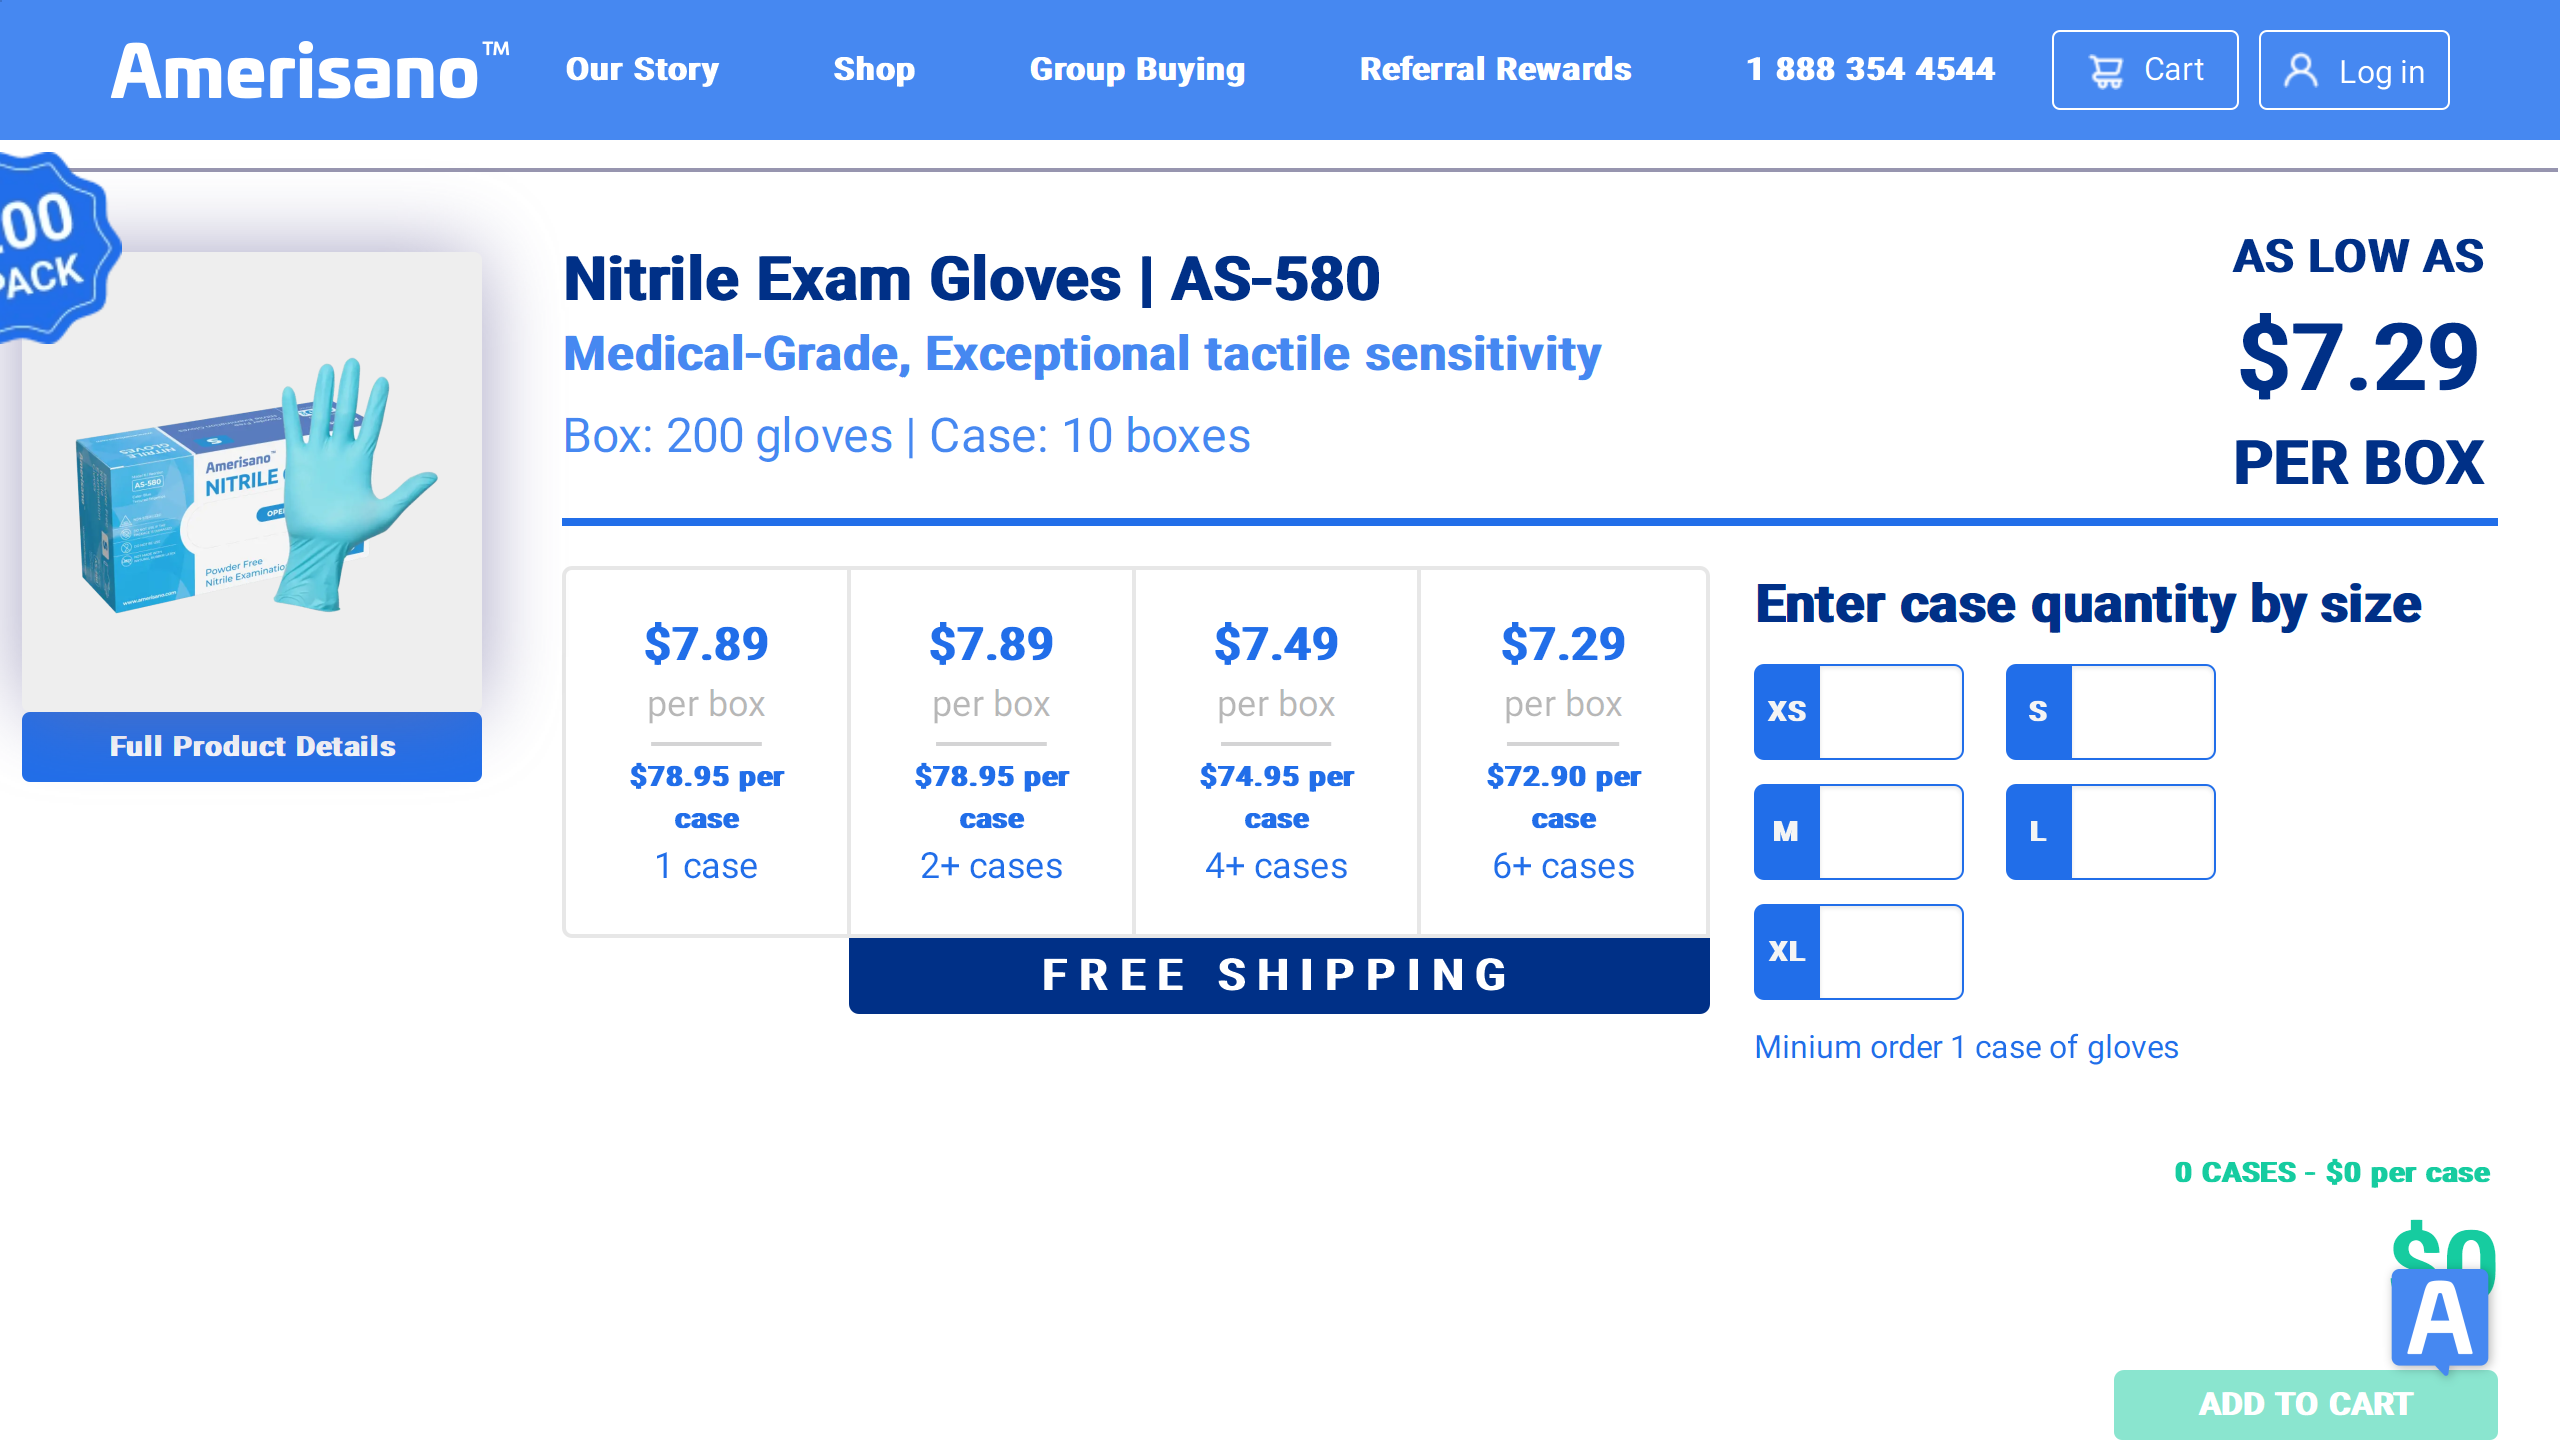 Amerisano™
Our Story
Shop
Group Buying
Referral Rewards
1 888 354 4544
Cart
Log in
00
PACK
Amerisano™
NITRILE
AS-580
Powder Free
www.amerisano.com
Full Product Details
Nitrile Exam Gloves | AS-580
Medical-Grade, Exceptional tactile sensitivity
Box: 200 gloves | Case: 10 boxes
AS LOW AS
$7.29
PER BOX
$7.89
per box
$78.95 per
case
1 case
$7.89
per box
$78.95 per
case
2+ cases
$7.49
per box
$74.95 per
case
4+ cases
$7.29
per box
$72.90 per
case
6+ cases
FREE SHIPPING
Enter case quantity by size
XS
S
M
L
XL
Minium order 1 case of gloves
0 CASES - $0 per case
$0
A
ADD TO CART